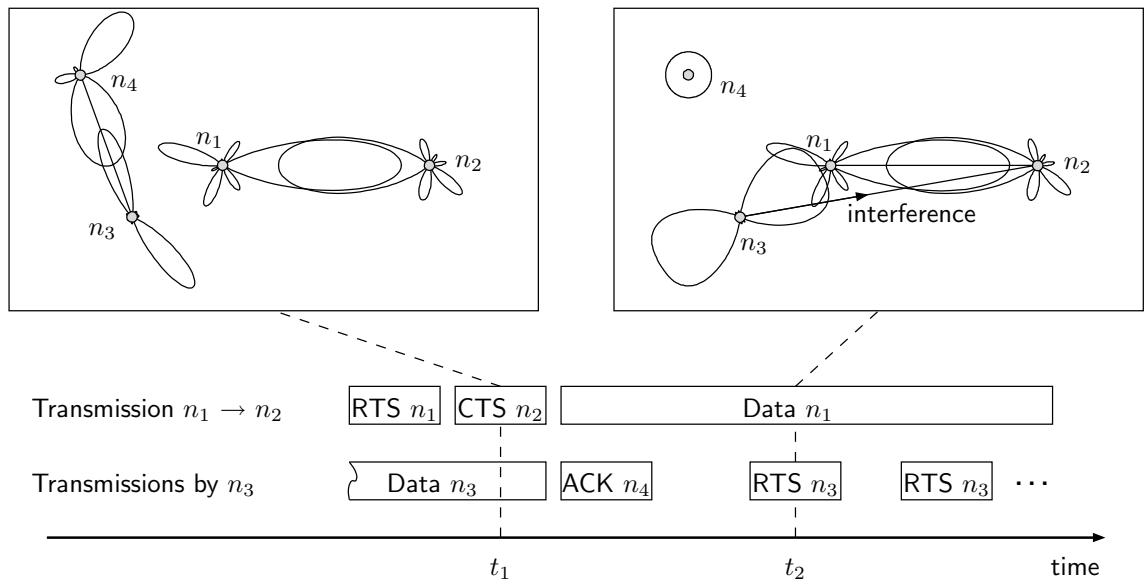 n₄
n₁
n₂
n₃
n₄
n₁
n₂
interference
n₃
Transmission n₁ → n₂
RTS n₁
CTS n₂
Data n₁
Transmissions by n₃
Data n₃
ACK n₄
RTS n₃
RTS n₃
···
t₁
t₂
time